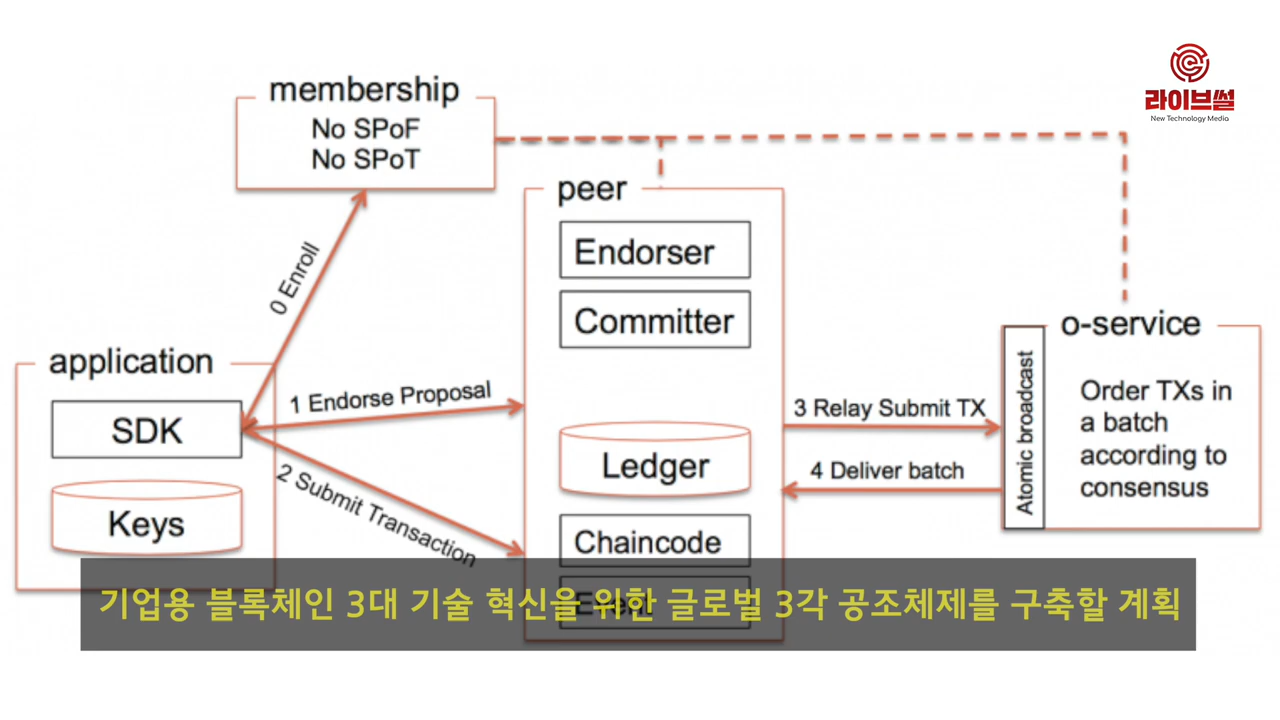 라이브썰
New Technology Media
membership
No SPoF
No SPoT
peer
Endorser
Committer
Ledger
Chaincode
Event
0 Enroll
application
SDK
Keys
1 Endorse Proposal
2 Submit Transaction
3 Relay Submit TX
4 Deliver batch
o-service
Atomic broadcast
Order TXs in
a batch
according to
consensus
기업용 블록체인 3대 기술 혁신을 위한 글로벌 3각 공조체제를 구축할 계획